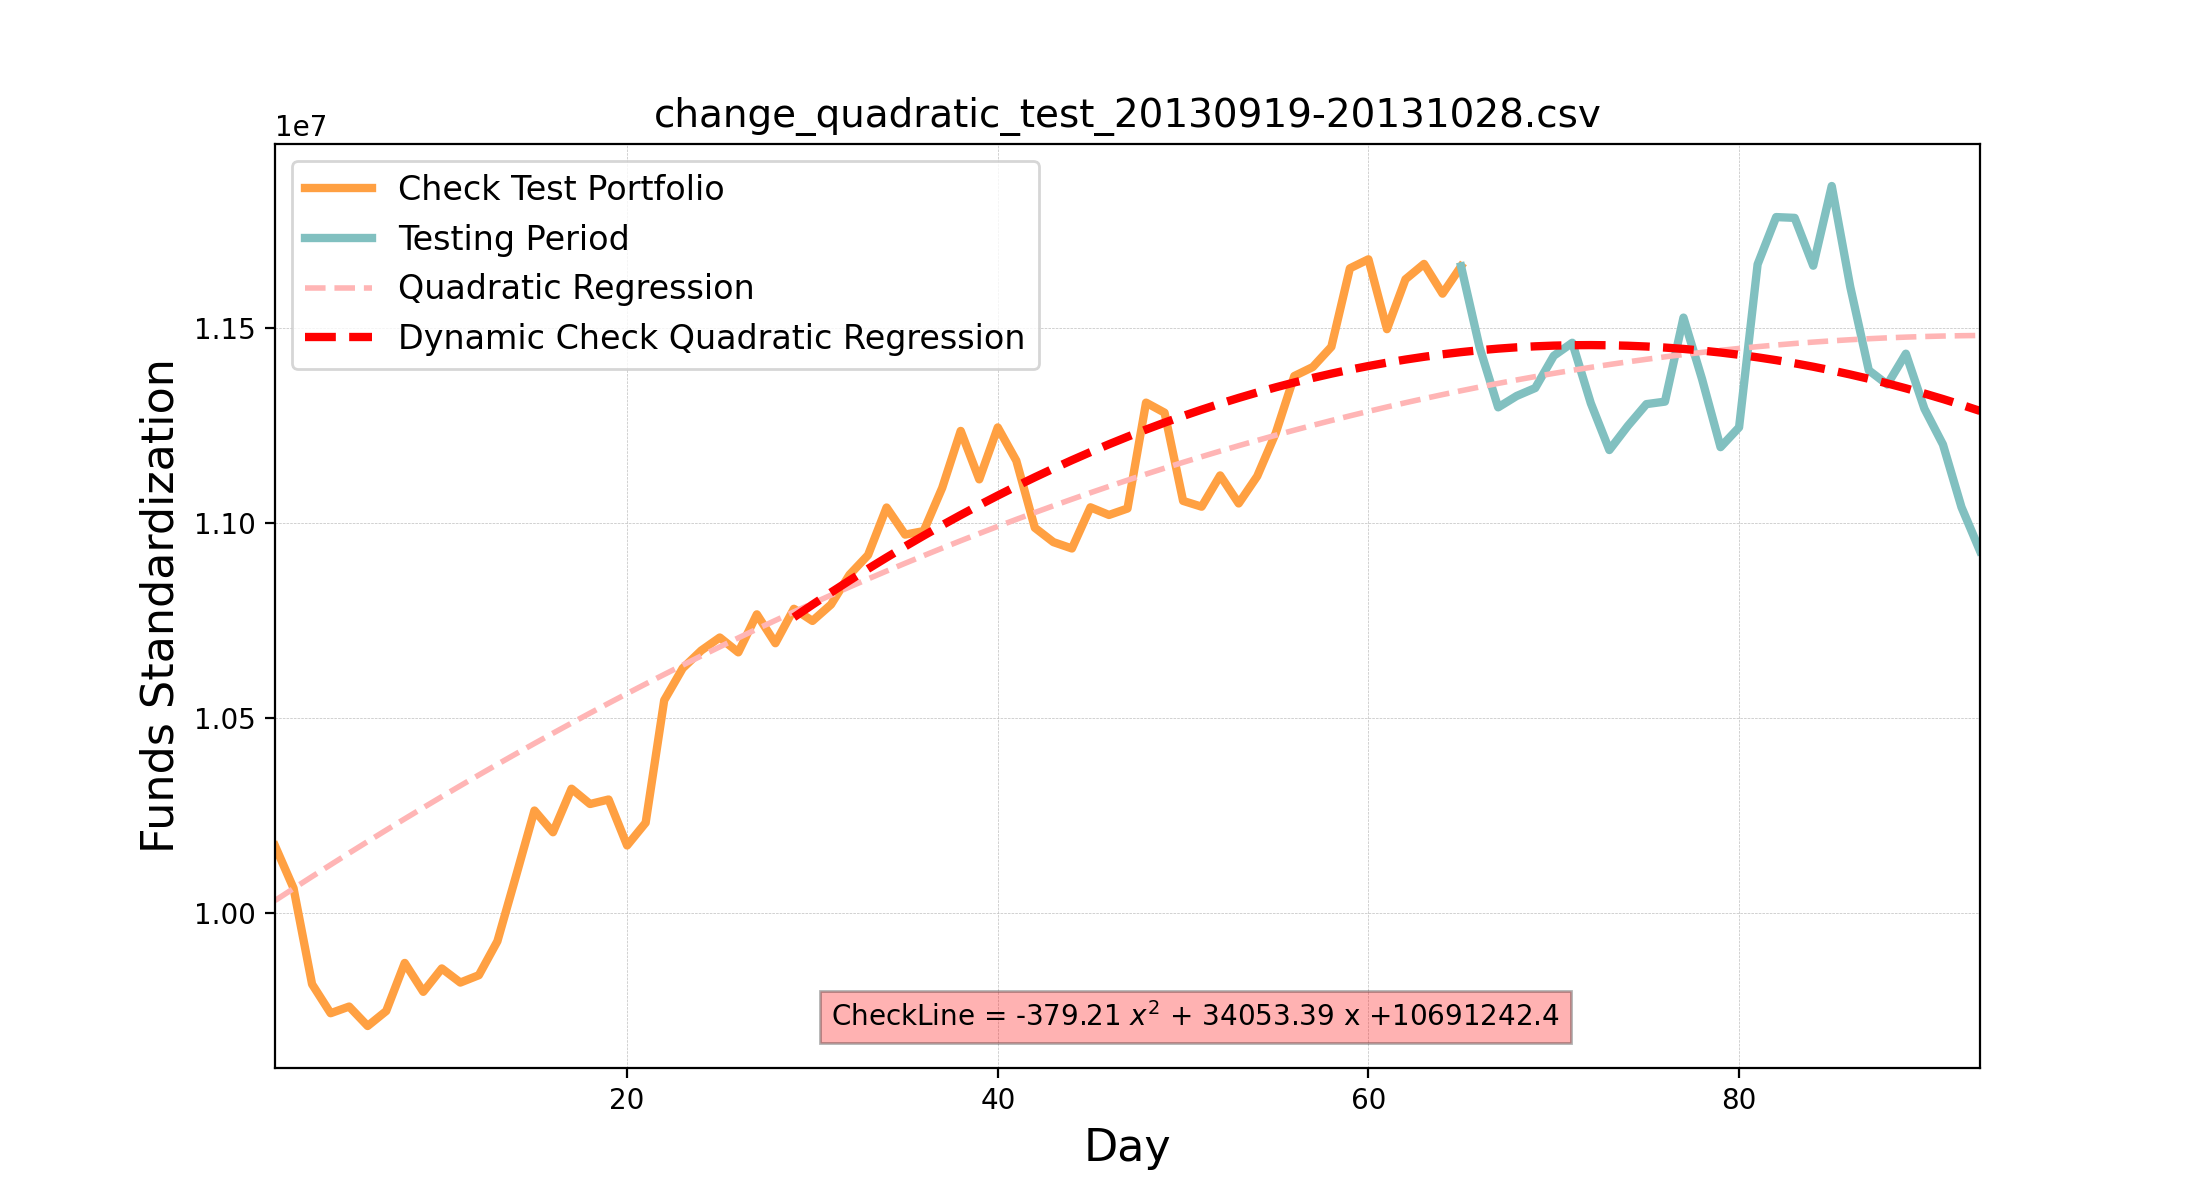 change_quadratic_test_20130919-20131028.csv
1e7
Check Test Portfolio
Testing Period
Quadratic Regression
Dynamic Check Quadratic Regression
Funds Standardization
1.15
1.10
1.05
1.00
CheckLine = -379.21 x² + 34053.39 x +10691242.4
20 40 60 80
Day